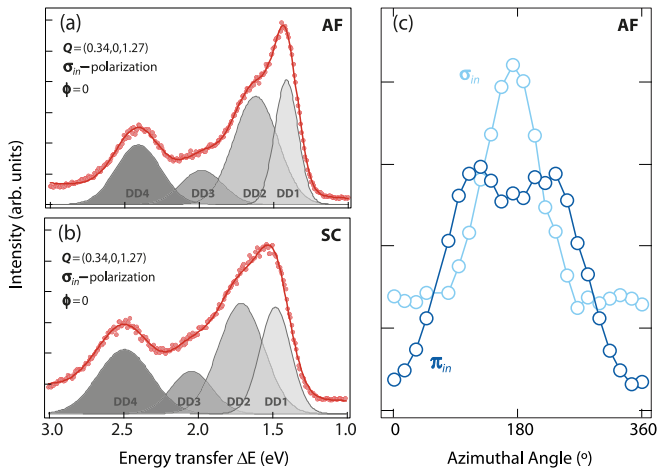 (a)
AF
Q=(0.34,0,1.27)
σin–polarization
ϕ=0
DD4
DD3
DD2
DD1
(b)
SC
Q=(0.34,0,1.27)
σin–polarization
ϕ=0
DD4
DD3
DD2
DD1
3.0
2.5
2.0
1.5
1.0
Energy transfer ΔE (eV)
Intensity (arb. units)
(c)
AF
σin
πin
0
180
360
Azimuthal Angle (º)